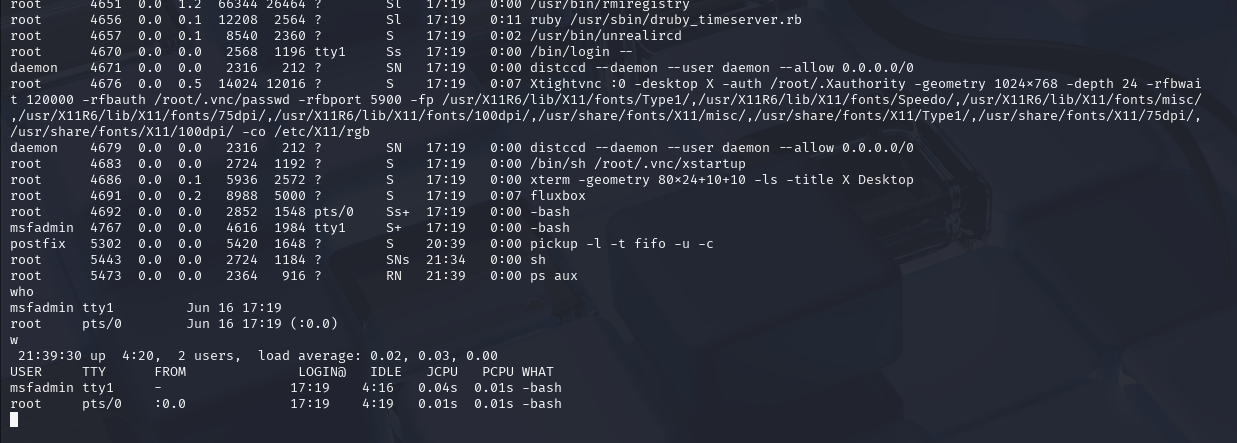 root      4651  0.0  1.2  66344 26464 ?        Sl   17:19   0:00 /usr/bin/rmiregistry
root      4656  0.0  0.1  12208  2564 ?        Sl   17:19   0:11 ruby /usr/sbin/druby_timeserver.rb
root      4657  0.0  0.1   8540  2360 ?        S    17:19   0:02 /usr/bin/unrealircd
root      4670  0.0  0.0   2568  1196 tty1     Ss   17:19   0:00 /bin/login --
daemon    4671  0.0  0.0   2316   212 ?        SN   17:19   0:00 distccd --daemon --user daemon --allow 0.0.0.0/0
root      4676  0.0  0.5  14024 12016 ?        S    17:19   0:07 Xtightvnc :0 -desktop X -auth /root/.Xauthority -geometry 1024×768 -depth 24 -rfbwai
t 120000 -rfbauth /root/.vnc/passwd -rfbport 5900 -fp /usr/X11R6/lib/X11/fonts/Type1/,/usr/X11R6/lib/X11/fonts/Speedo/,/usr/X11R6/lib/X11/fonts/misc/
,/usr/X11R6/lib/X11/fonts/75dpi/,/usr/X11R6/lib/X11/fonts/100dpi/,/usr/share/fonts/X11/misc/,/usr/share/fonts/X11/Type1/,/usr/share/fonts/X11/75dpi/,
/usr/share/fonts/X11/100dpi/ -co /etc/X11/rgb
daemon    4679  0.0  0.0   2316   212 ?        SN   17:19   0:00 distccd --daemon --user daemon --allow 0.0.0.0/0
root      4683  0.0  0.0   2724  1192 ?        S    17:19   0:00 /bin/sh /root/.vnc/xstartup
root      4686  0.0  0.1   5936  2572 ?        S    17:19   0:00 xterm -geometry 80×24+10+10 -ls -title X Desktop
root      4691  0.0  0.2   8988  5000 ?        S    17:19   0:07 fluxbox
root      4692  0.0  0.0   2852  1548 pts/0    Ss+  17:19   0:00 -bash
msfadmin  4767  0.0  0.0   4616  1984 tty1     S+   17:19   0:00 -bash
postfix   5302  0.0  0.0   5420  1648 ?        S    20:39   0:00 pickup -l -t fifo -u -c
root      5443  0.0  0.0   2724  1184 ?        SNs  21:34   0:00 sh
root      5473  0.0  0.0   2364   916 ?        RN   21:39   0:00 ps aux
who
msfadmin tty1         Jun 16 17:19
root     pts/0        Jun 16 17:19 (:0.0)
w
 21:39:30 up  4:20,  2 users,  load average: 0.02, 0.03, 0.00
USER     TTY      FROM              LOGIN@   IDLE   JCPU   PCPU WHAT
msfadmin tty1     -                17:19    4:16   0.04s  0.01s -bash
root     pts/0    :0.0             17:19    4:19   0.01s  0.01s -bash